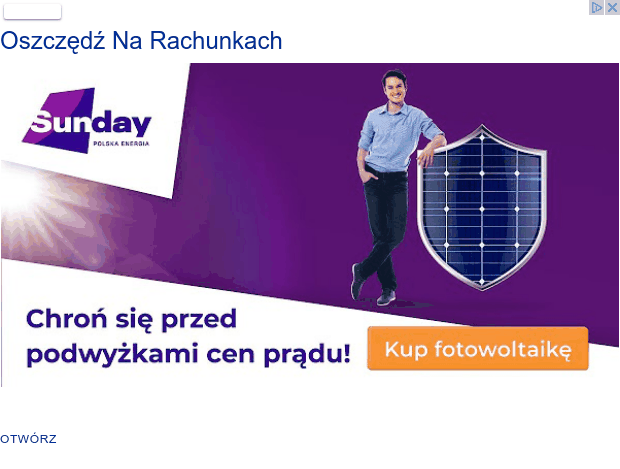 Oszczędź Na Rachunkach
Sunday
POLSKA ENERGIA
Chroń się przed
podwyżkami cen prądu!
Kup fotowoltaikę
OTWÓRZ